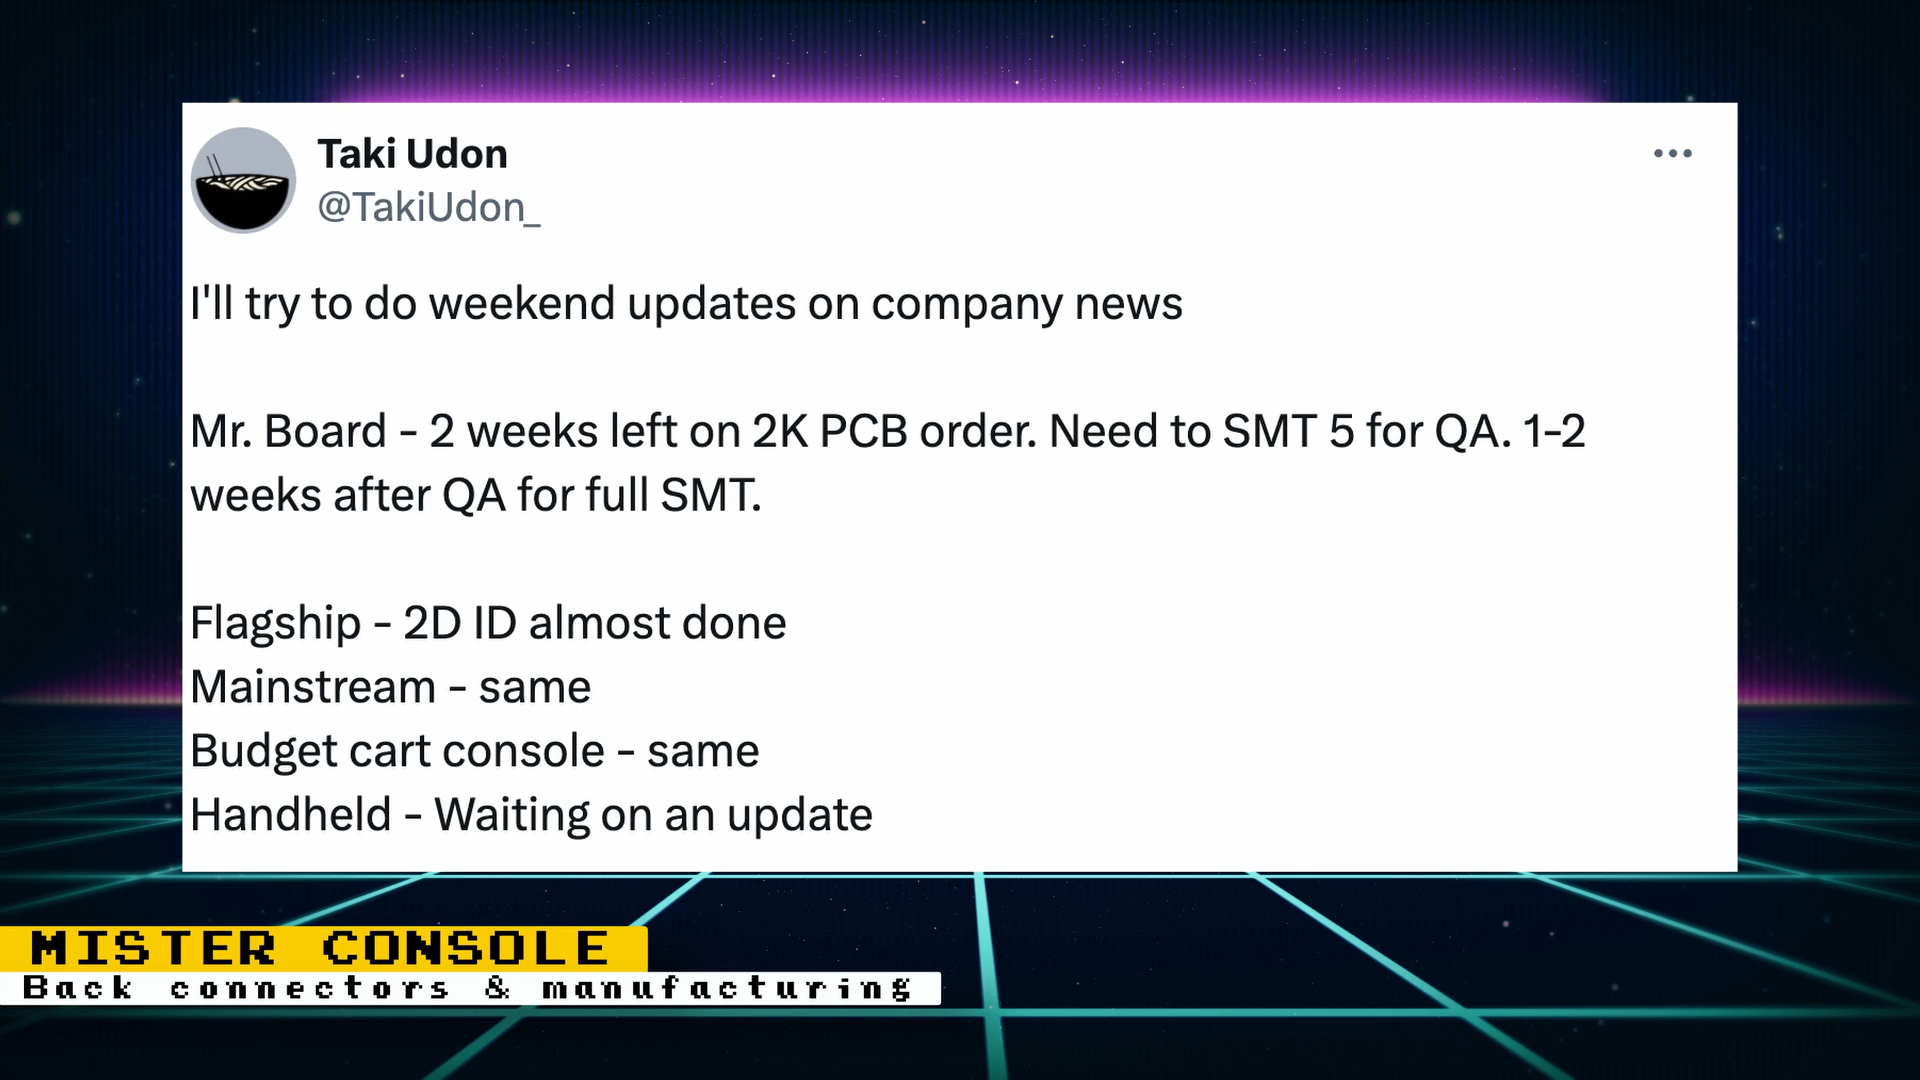 Taki Udon
@TakiUdon_
I'll try to do weekend updates on company news
Mr. Board - 2 weeks left on 2K PCB order. Need to SMT 5 for QA. 1-2
weeks after QA for full SMT.
Flagship - 2D ID almost done
Mainstream - same
Budget cart console - same
Handheld - Waiting on an update
MISTER CONSOLE
Back connectors & manufacturing